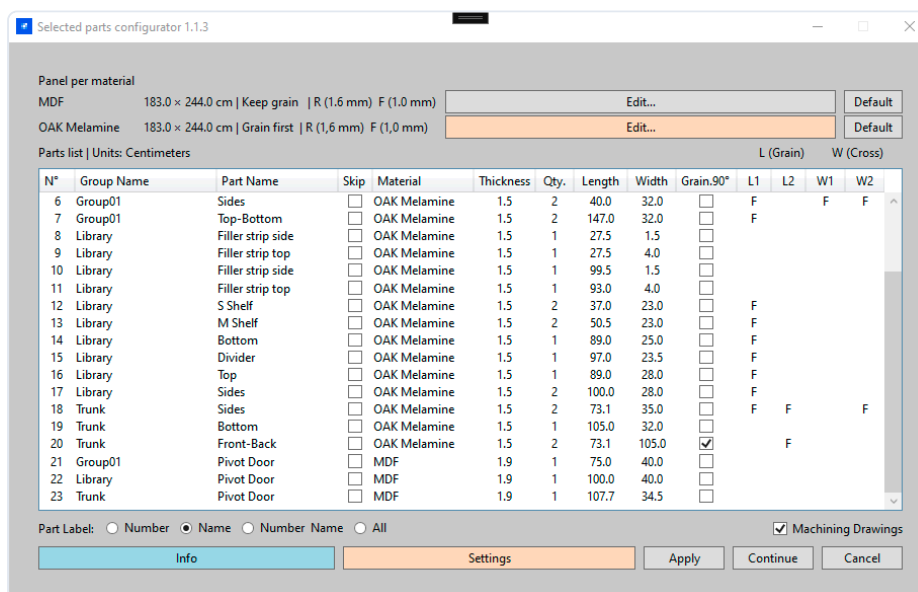 Selected parts configurator 1.1.3
Panel per material
MDF 183.0 × 244.0 cm | Keep grain | R (1.6 mm) F (1.0 mm) Edit... Default
OAK Melamine 183.0 × 244.0 cm | Grain first | R (1,6 mm) F (1,0 mm) Edit... Default
Parts list | Units: Centimeters L (Grain) W (Cross)
N° Group Name Part Name Skip Material Thickness Qty. Length Width Grain.90° L1 L2 W1 W2
6 Group01 Sides OAK Melamine 1.5 2 40.0 32.0 F F F
7 Group01 Top-Bottom OAK Melamine 1.5 2 147.0 32.0 F
8 Library Filler strip side OAK Melamine 1.5 1 27.5 1.5
9 Library Filler strip top OAK Melamine 1.5 1 27.5 4.0
10 Library Filler strip side OAK Melamine 1.5 1 99.5 1.5
11 Library Filler strip top OAK Melamine 1.5 1 93.0 4.0
12 Library S Shelf OAK Melamine 1.5 2 37.0 23.0 F
13 Library M Shelf OAK Melamine 1.5 2 50.5 23.0 F
14 Library Bottom OAK Melamine 1.5 1 89.0 25.0 F
15 Library Divider OAK Melamine 1.5 1 97.0 23.5 F
16 Library Top OAK Melamine 1.5 1 89.0 28.0 F
17 Library Sides OAK Melamine 1.5 2 100.0 28.0 F
18 Trunk Sides OAK Melamine 1.5 2 73.1 35.0 F F F
19 Trunk Bottom OAK Melamine 1.5 1 105.0 32.0
20 Trunk Front-Back OAK Melamine 1.5 2 73.1 105.0 F
21 Group01 Pivot Door MDF 1.9 1 75.0 40.0
22 Library Pivot Door MDF 1.9 1 100.0 40.0
23 Trunk Pivot Door MDF 1.9 1 107.7 34.5
Part Label: Number Name Number Name All Machining Drawings
Info Settings Apply Continue Cancel